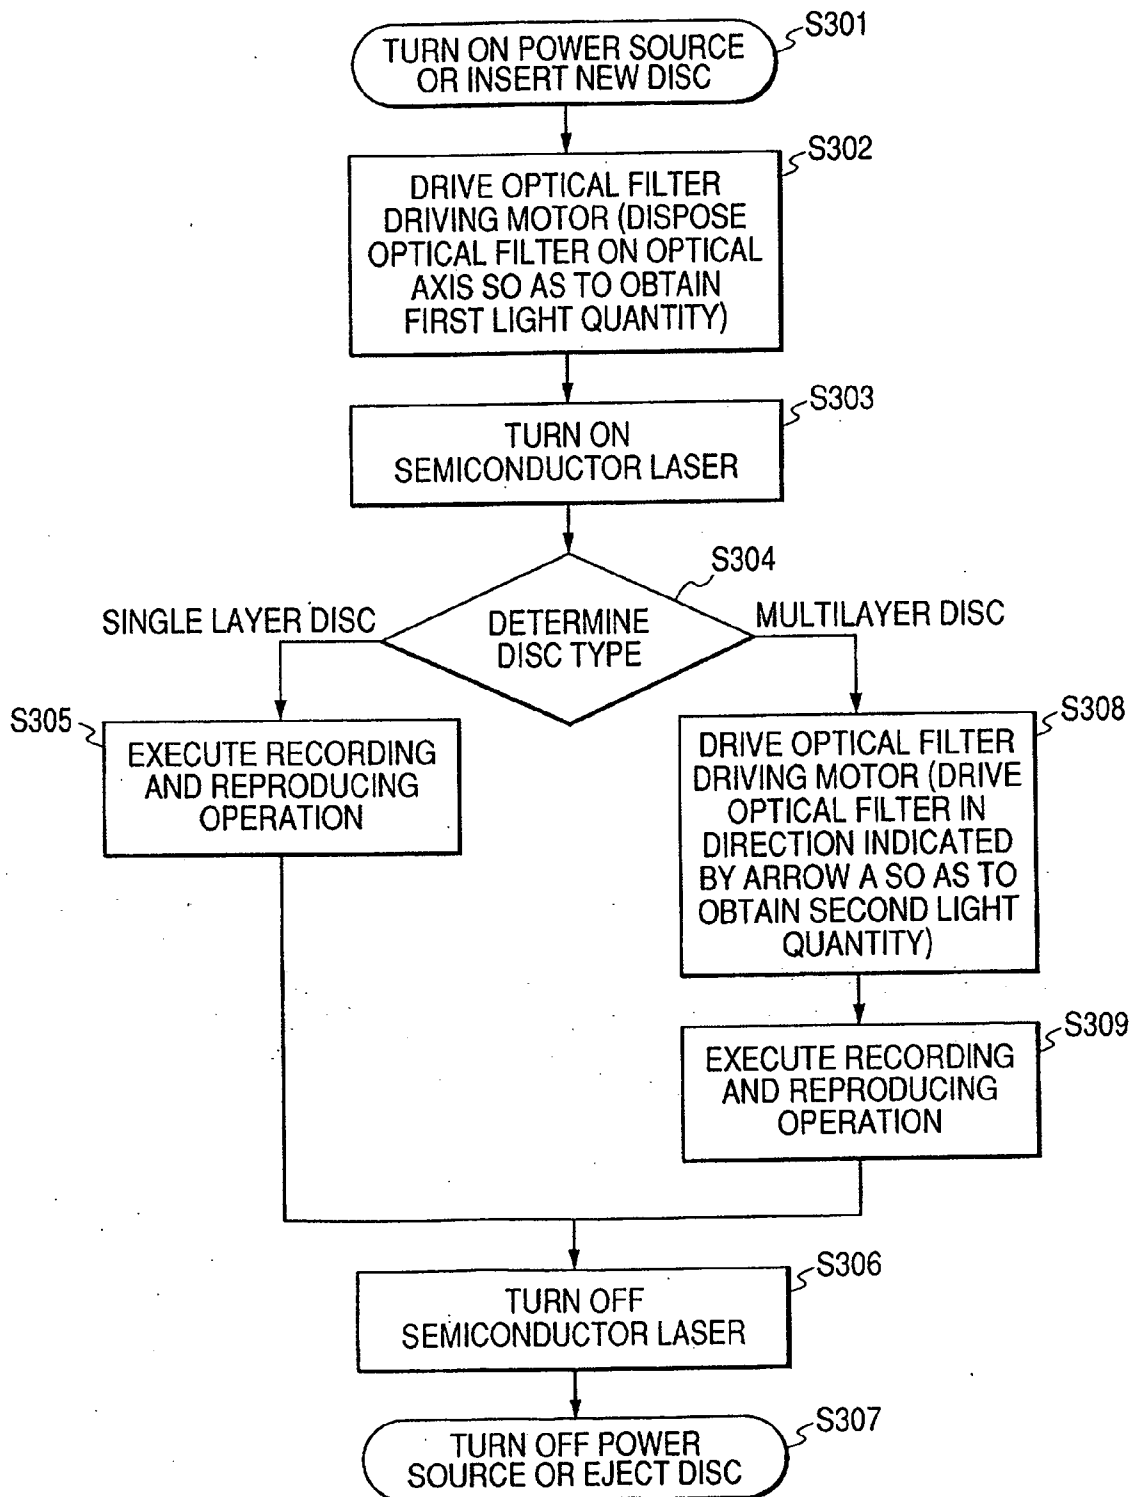 S301
TURN ON POWER SOURCE
OR INSERT NEW DISC
S302
DRIVE OPTICAL FILTER
DRIVING MOTOR (DISPOSE
OPTICAL FILTER ON OPTICAL
AXIS SO AS TO OBTAIN
FIRST LIGHT QUANTITY)
S303
TURN ON
SEMICONDUCTOR LASER
S304
DETERMINE
DISC TYPE
SINGLE LAYER DISC
MULTILAYER DISC
S305
EXECUTE RECORDING
AND REPRODUCING
OPERATION
S308
DRIVE OPTICAL FILTER
DRIVING MOTOR (DRIVE
OPTICAL FILTER IN
DIRECTION INDICATED
BY ARROW A SO AS TO
OBTAIN SECOND LIGHT
QUANTITY)
S309
EXECUTE RECORDING
AND REPRODUCING
OPERATION
S306
TURN OFF
SEMICONDUCTOR LASER
S307
TURN OFF POWER
SOURCE OR EJECT DISC